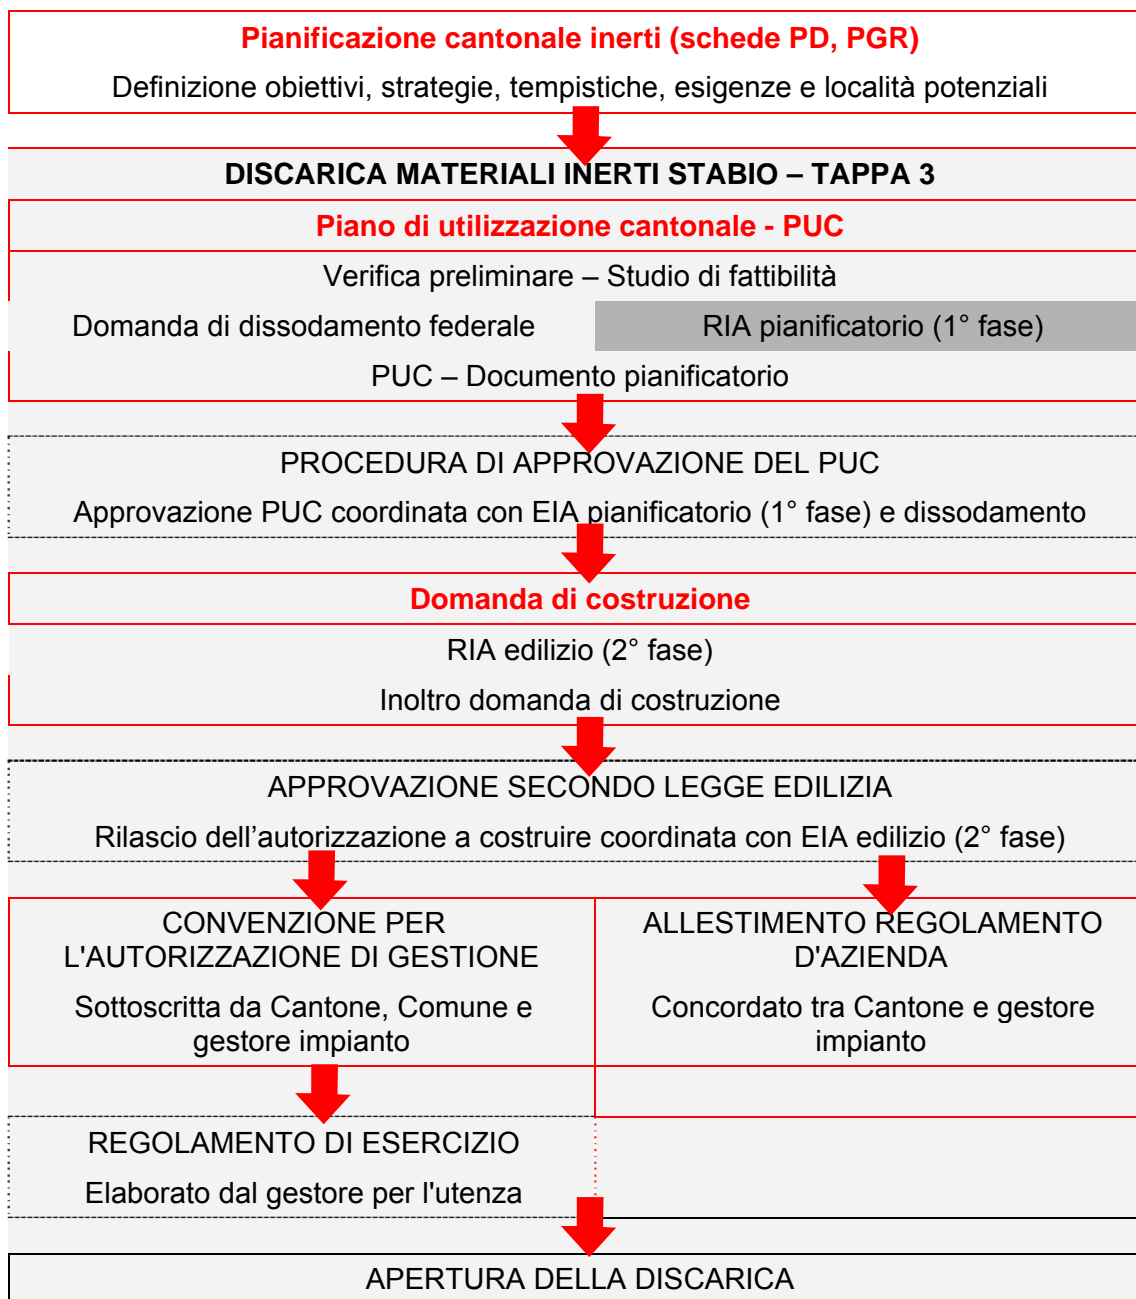 Pianificazione cantonale inerti (schede PD, PGR)
Definizione obiettivi, strategie, tempistiche, esigenze e località potenziali
DISCARICA MATERIALI INERTI STABIO – TAPPA 3
Piano di utilizzazione cantonale - PUC
Verifica preliminare – Studio di fattibilità
Domanda di dissodamento federale
RIA pianificatorio (1° fase)
PUC – Documento pianificatorio
PROCEDURA DI APPROVAZIONE DEL PUC
Approvazione PUC coordinata con EIA pianificatorio (1° fase) e dissodamento
Domanda di costruzione
RIA edilizio (2° fase)
Inoltro domanda di costruzione
APPROVAZIONE SECONDO LEGGE EDILIZIA
Rilascio dell’autorizzazione a costruire coordinata con EIA edilizio (2° fase)
CONVENZIONE PER
L'AUTORIZZAZIONE DI GESTIONE
Sottoscritta da Cantone, Comune e
gestore impianto
ALLESTIMENTO REGOLAMENTO
D'AZIENDA
Concordato tra Cantone e gestore
impianto
REGOLAMENTO DI ESERCIZIO
Elaborato dal gestore per l'utenza
APERTURA DELLA DISCARICA